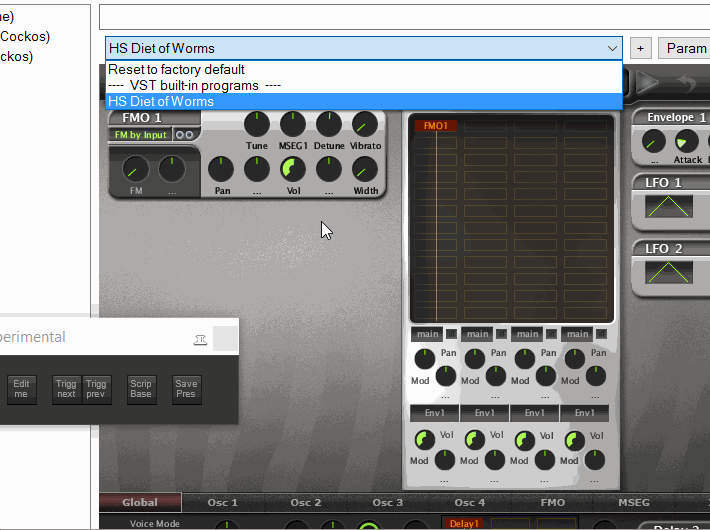 ne)
Cockos)
ckos)
HS Diet of Worms
+
Param
Reset to factory default
---- VST built-in programs ----
HS Diet of Worms
FMO 1
FM by Input
Tune
MSEG1
Detune
Vibrato
FM
...
Pan
...
Vol
...
Width
FMO1
Envelope 1
...
Attack
LFO 1
LFO 2
main
main
main
main
Pan
Pan
Pan
Pan
Mod
Mod
Mod
Mod
...
...
...
...
Env1
Env1
Env1
Env1
Vol
Vol
Vol
Vol
Mod
Mod
Mod
Mod
...
...
...
...
perimental
Edit
me
Trigg
next
Trigg
prev
Scrip
Base
Save
Pres
Global
Osc 1
Osc 2
Osc 3
Osc 4
FMO
MSEG
Voice Mode
Delay1